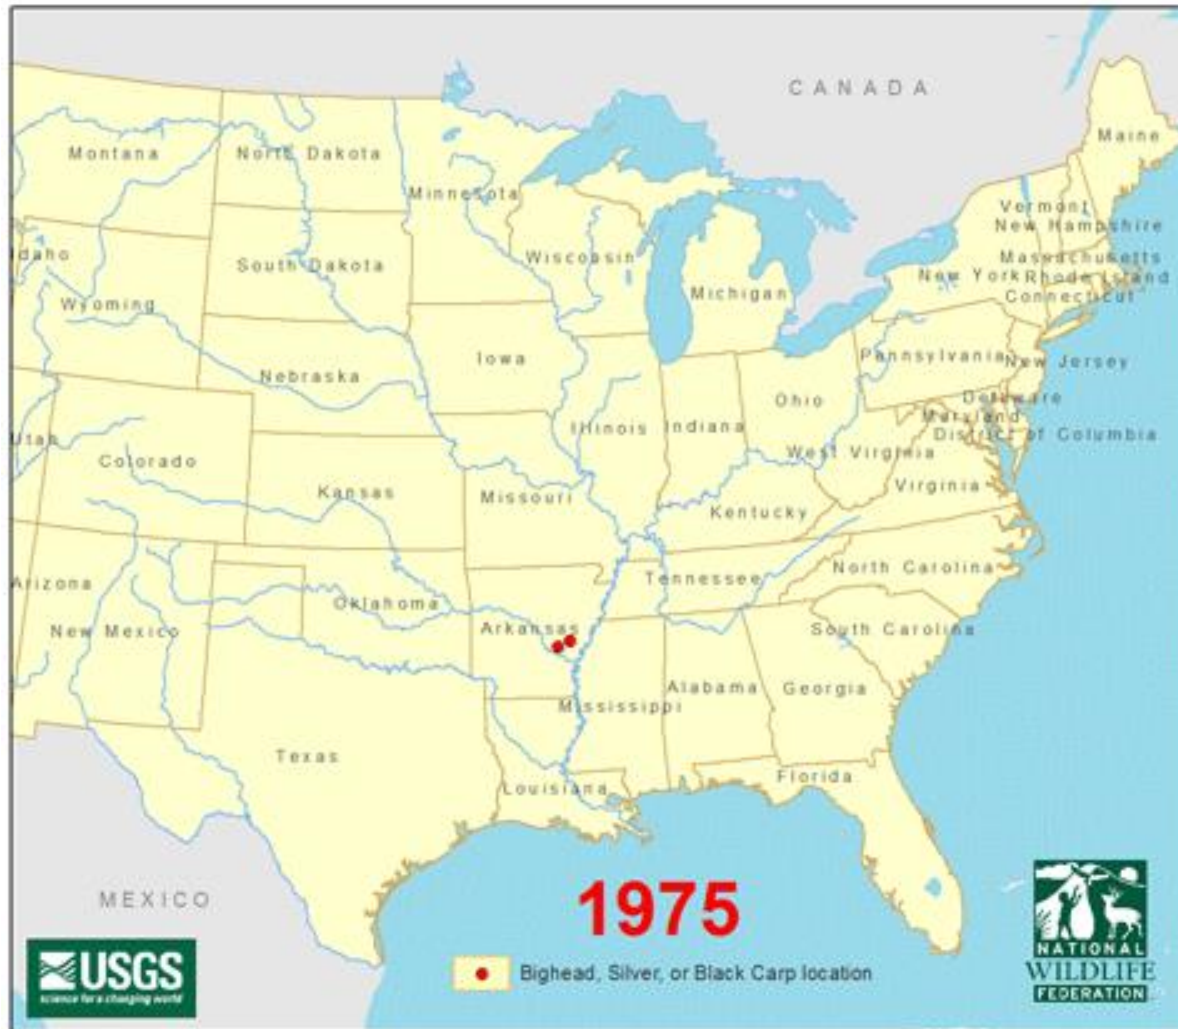 CANADA
Maine
Montana
North Dakota
Minnesota
Vermont
New Hampshire
Idaho
South Dakota
Wisconsin
Massachusetts
New York
Rhode Island
Michigan
Connecticut
Wyoming
Iowa
Pannsylvania
New Jersey
Nebraska
Ohio
Delaware
Maryland
Utah
Illinois
Indiana
District of Columbia
Colorado
West Virginia
Kansas
Missouri
Virginia
Kentucky
Arizona
Tennessee
North Carolina
Oklahoma
New Mexico
Arkansas
South Carolina
Alabama
Georgia
Mississippi
Texas
Florida
Louisiana
MEXICO
1975
Bighead, Silver, or Black Carp location
USGS
science for a changing world
NATIONAL
WILDLIFE
FEDERATION